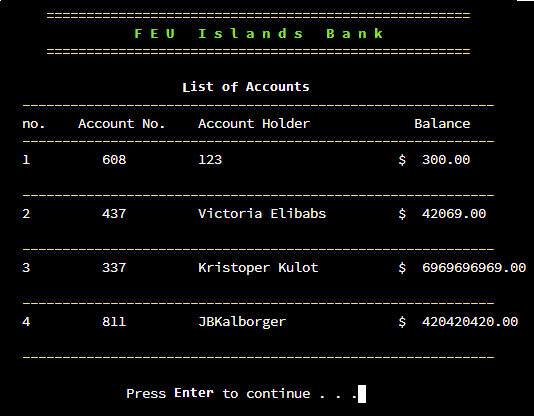 =====================================================
F E U   I s l a n d s   B a n k
=====================================================
List of Accounts
-----------------------------------------------------------
no.    Account No.    Account Holder             Balance
-----------------------------------------------------------
1         608         123                      $  300.00
-----------------------------------------------------------
2         437         Victoria Elibabs         $  42069.00
-----------------------------------------------------------
3         337         Kristoper Kulot          $  6969696969.00
-----------------------------------------------------------
4         811         JBKalborger              $  420420420.00
-----------------------------------------------------------
Press Enter to continue . . .